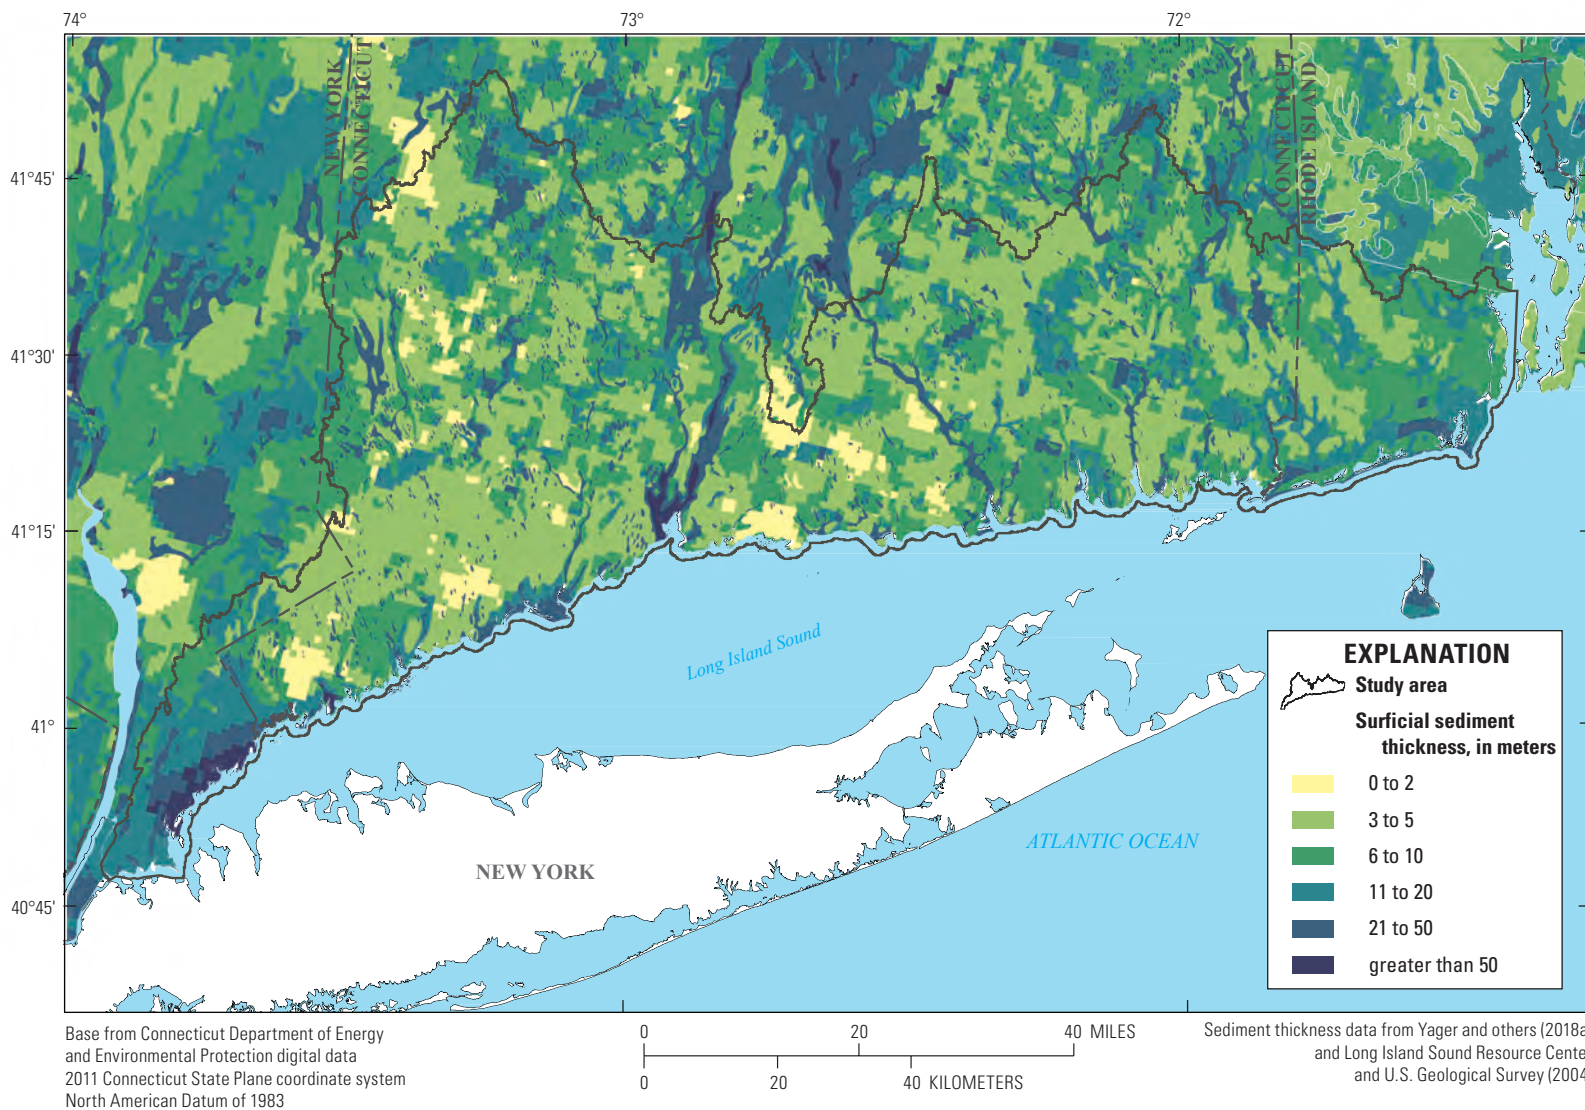 74°
73°
72°
41°45'
41°30'
41°15'
41°
40°45'
NEW YORK
CONNECTICUT
CONNECTICUT
RHODE ISLAND
Long Island Sound
NEW YORK
ATLANTIC OCEAN
EXPLANATION
Study area
Surficial sediment
thickness, in meters
0 to 2
3 to 5
6 to 10
11 to 20
21 to 50
greater than 50
Base from Connecticut Department of Energy
and Environmental Protection digital data
2011 Connecticut State Plane coordinate system
North American Datum of 1983
0 20 40 MILES
0 20 40 KILOMETERS
Sediment thickness data from Yager and others (2018a
and Long Island Sound Resource Cente
and U.S. Geological Survey (2004